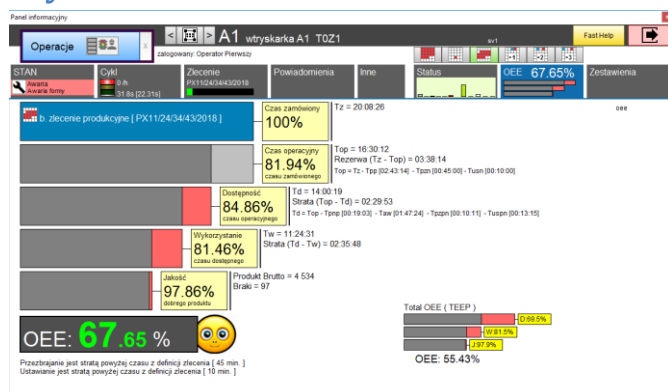 Panel informacyjny
Operacje
x
< > A1 wtryskarka A1 T0Z1
zalogowany: Operator Pierwszy
sv1
Fast Help
STAN
Awaria
Awaria formy
Cykl
0 /h
31.8s [22.31s]
Zlecenie
PX11/24/34/43/2018
Powiadomienia
Inne
Status
OEE 67.65%
Zestawienia
b. zlecenie produkcyjne [ PX11/24/34/43/2018 ]
Czas zamówiony
100%
Tz = 20:08:26
oee
Czas operacyjny
81.94%
czasu zamówionego
Top = 16:30:12
Rezerwa (Tz - Top) = 03:38:14
Top = Tz - Tpp [02:43:14] - Tpzn [00:45:00] - Tusn [00:10:00]
Dostępność
84.86%
czasu operacyjnego
Td = 14:00:19
Strata (Top - Td) = 02:29:53
Td = Top - Tpnp [00:19:03] - Taw [01:47:24] - Tpzpn [00:10:11] - Tuspn [00:13:15]
Wykorzystanie
81.46%
czasu dostępnego
Tw = 11:24:31
Strata (Td - Tw) = 02:35:48
Jakość
97.86%
dobrego produktu
Produkt Brutto = 4 534
Braki = 97
OEE: 67.65 %
Total OEE ( TEEP )
D:69.5%
W:81.5%
J:97.9%
OEE: 55.43%
Przezbrajanie jest stratą powyżej czasu z definicji zlecenia [ 45 min. ]
Ustawianie jest stratą powyżej czasu z definicji zlecenia [ 10 min. ]